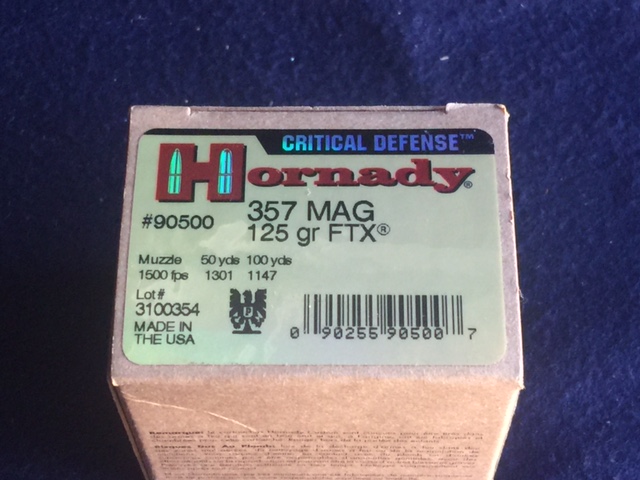 CRITICAL DEFENSE™
Hornady®
#90500
357 MAG
125 gr FTX®
Muzzle 50 yds 100 yds
1500 fps 1301 1147
Lot#
3100354
MADE IN
THE USA
0 90255 90500 7